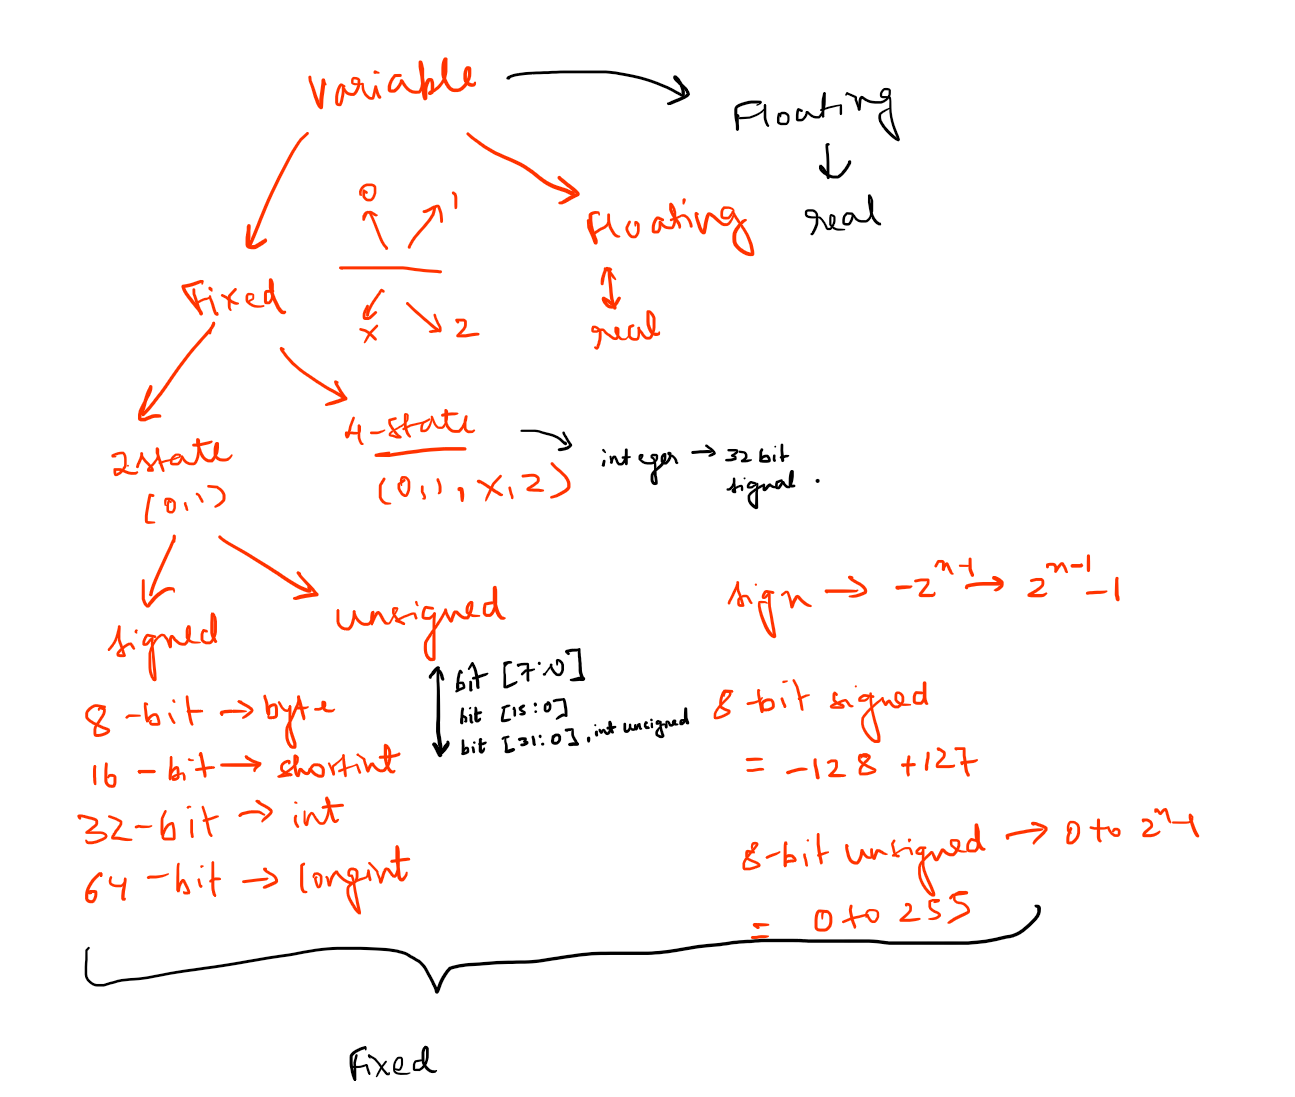 Variable
Floating
real
0 1
x 2
Floating
real
Fixed
2state
(0,1)
4-state
(0,1,X,2)
integer → 32 bit
signal.
signed
unsigned
8-bit → byte
16-bit → shortint
32-bit → int
64-bit → longint
bit [7:0]
bit [15:0]
bit [31:0], int unsigned
sign → -2^n-1 → 2^n-1 -1
8-bit signed
= -128 +127
8-bit unsigned → 0 to 2^n-1
= 0 to 255
Fixed